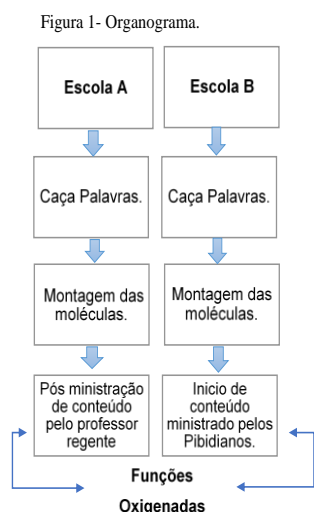 Figura 1- Organograma.
Escola A
Escola B
Caça Palavras.
Caça Palavras.
Montagem das
moléculas.
Montagem das
moléculas.
Pós ministração
de conteúdo
pelo professor
regente
Inicio de
conteúdo
ministrado pelos
Pibidianos.
Funções
Oxigenadas